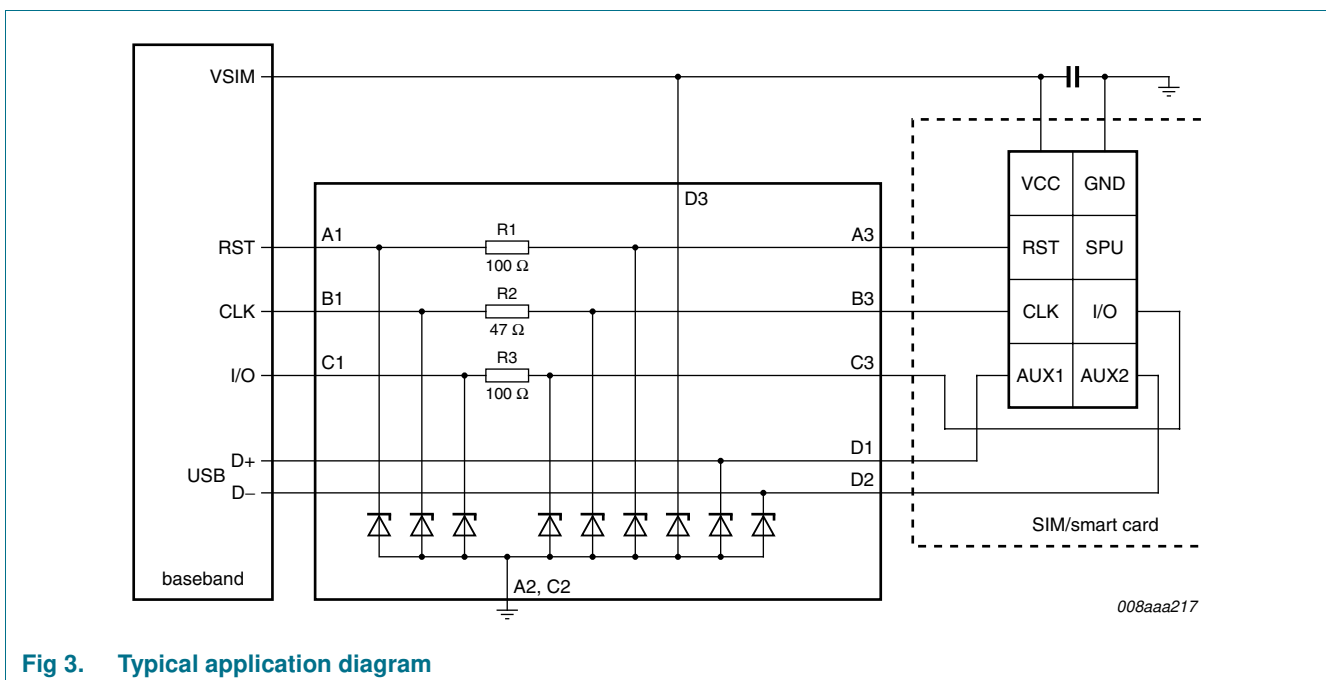 VSIM
D3
VCC GND
RST A1 R1 A3 RST SPU
100 Ω
CLK B1 R2 B3 CLK I/O
47 Ω
I/O C1 R3 C3 AUX1 AUX2
100 Ω
USB D+ D1
D− D2
SIM/smart card
baseband
A2, C2
008aaa217
Fig 3. Typical application diagram